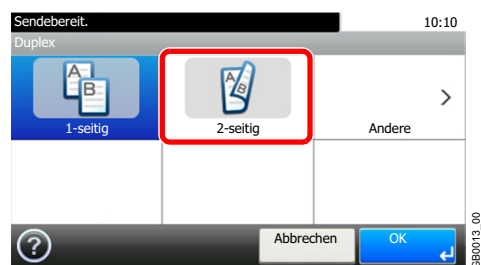 Sendebereit. 10:10
Duplex
A B
A B
1-seitig 2-seitig Andere
? Abbrechen OK
GB0013_00